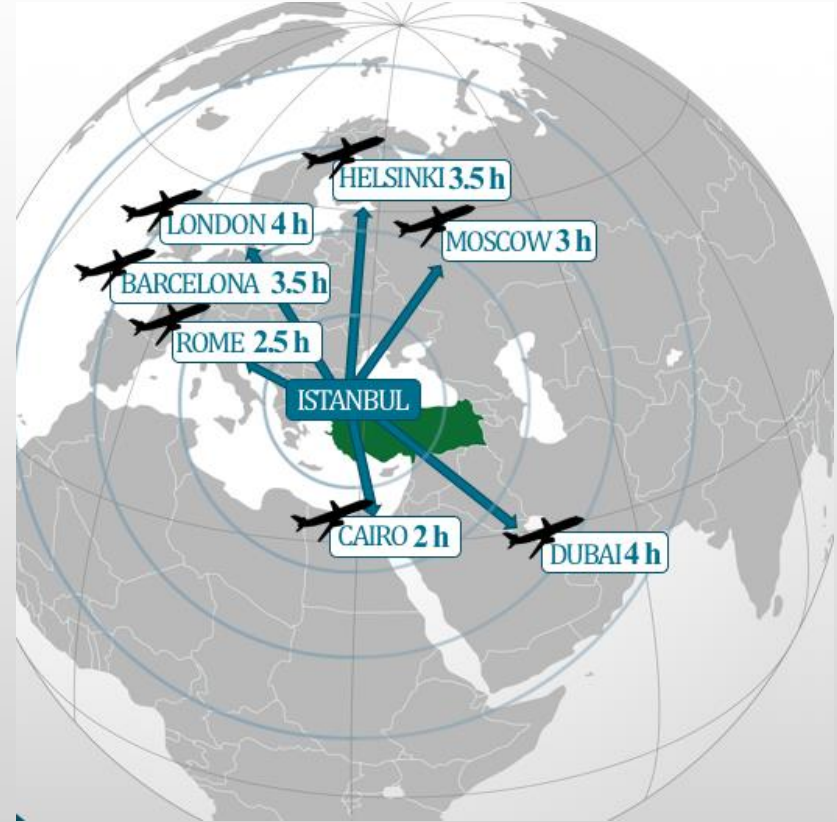 HELSINKI 3.5 h
LONDON 4 h
MOSCOW 3 h
BARCELONA 3.5 h
ROME 2.5 h
ISTANBUL
CAIRO 2 h
DUBAI 4 h